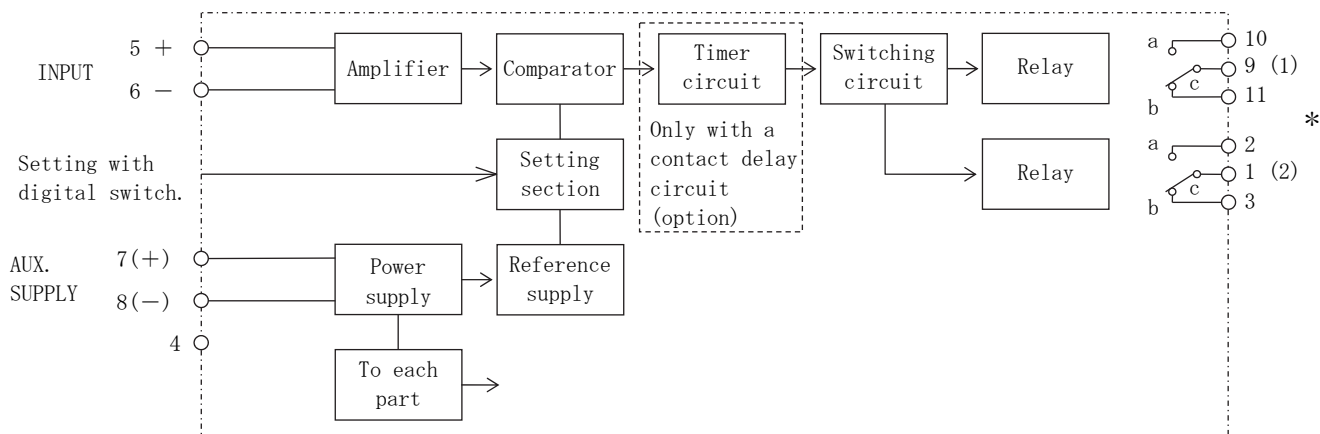 5 +
INPUT
6 −
Amplifier
Comparator
Timer
circuit
Switching
circuit
Relay
a
10
9 (1)
c
b
11
*
Only with a
contact delay
circuit
(option)
Setting with
digital switch.
Setting
section
Relay
a
2
1 (2)
c
b
3
AUX.
SUPPLY
7(+)
8(−)
Power
supply
Reference
supply
4
To each
part